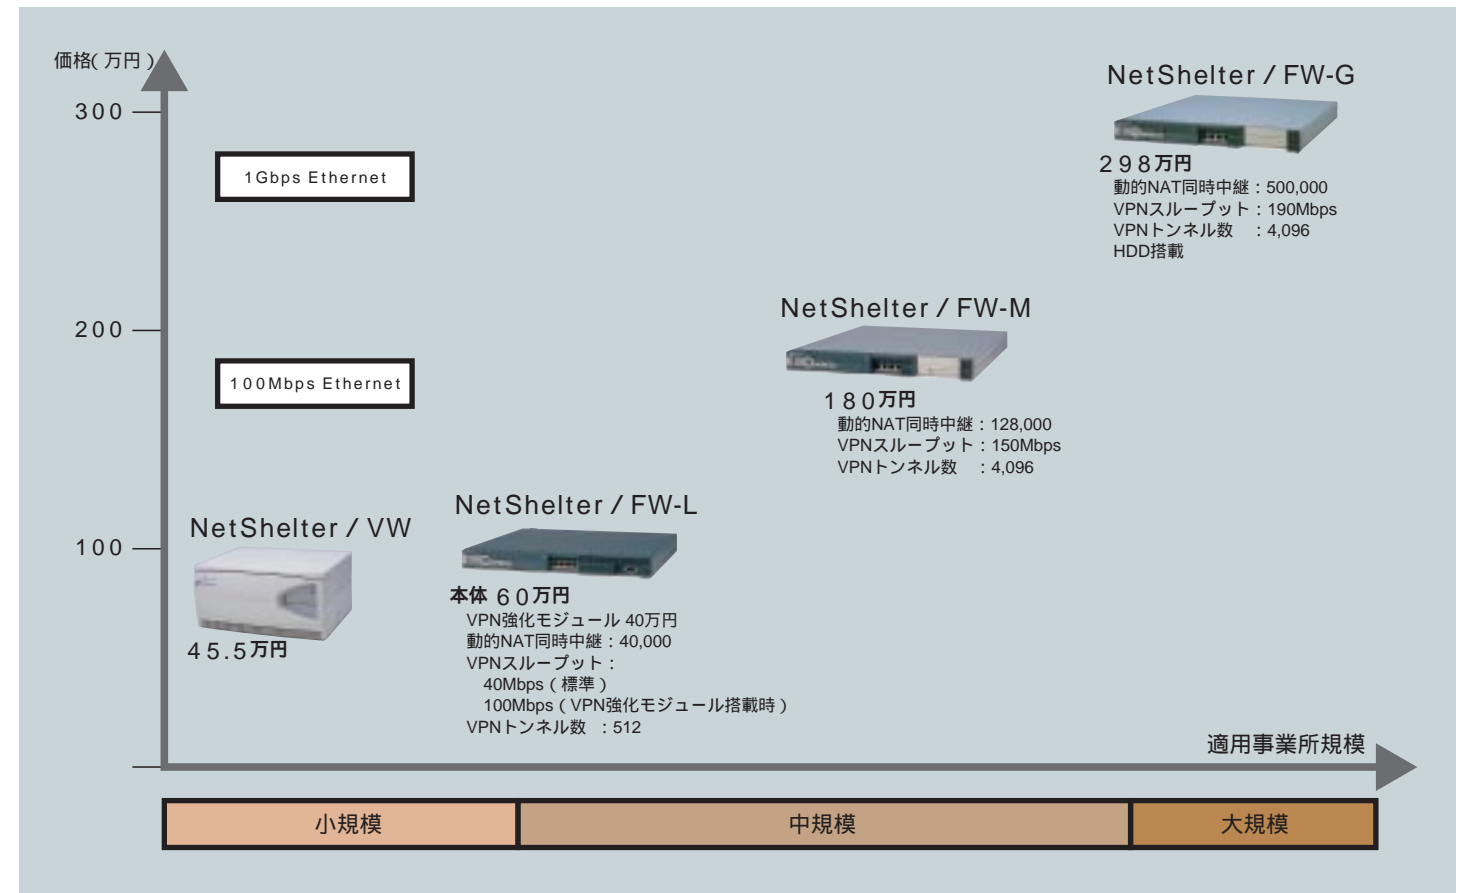 価格(万円)
300
200
100
1Gbps Ethernet
100Mbps Ethernet
NetShelter/FW-G
298万円
動的NAT同時中継:500,000
VPNスループット:190Mbps
VPNトンネル数 :4,096
HDD搭載
NetShelter/FW-M
180万円
動的NAT同時中継:128,000
VPNスループット:150Mbps
VPNトンネル数 :4,096
NetShelter/FW-L
本体 60万円
VPN強化モジュール 40万円
動的NAT同時中継:40,000
VPNスループット:
40Mbps(標準)
100Mbps(VPN強化モジュール搭載時)
VPNトンネル数 :512
NetShelter/VW
45.5万円
適用事業所規模
小規模
中規模
大規模